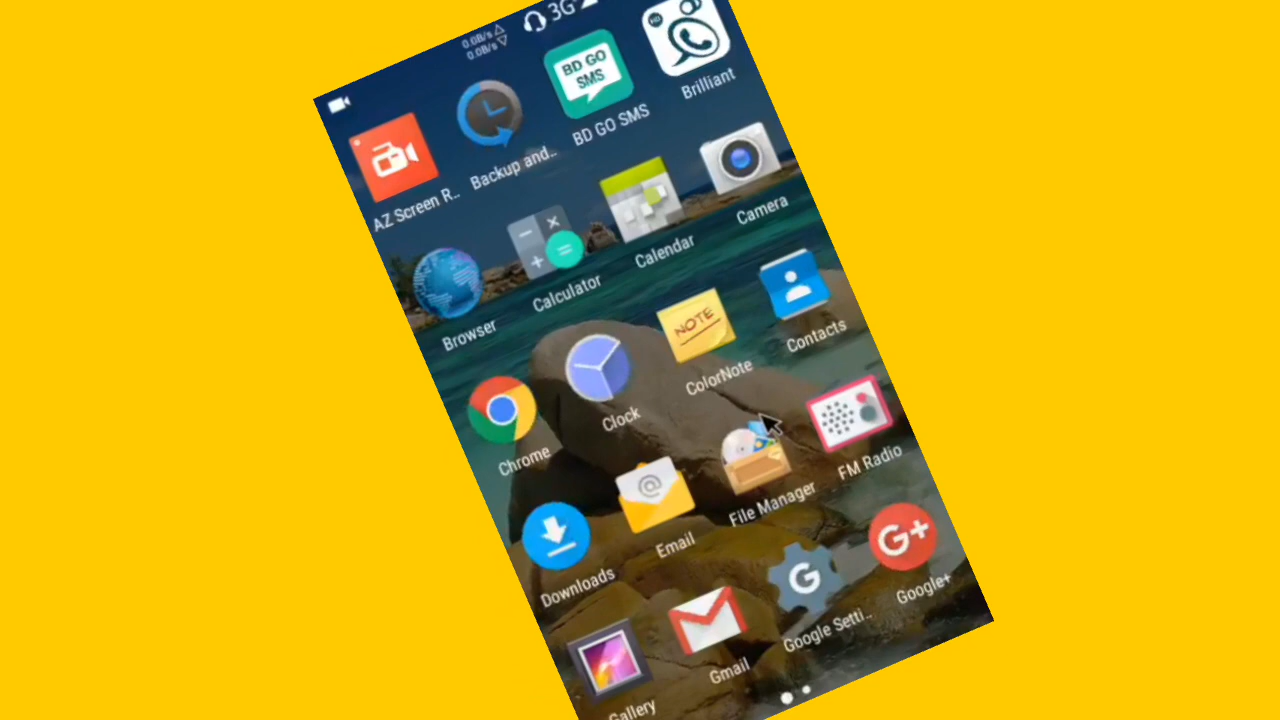 0.0B/s
0.0B/s
3G
AZ Screen R..
Backup and..
BD GO
SMS
BD GO SMS
HD
Brilliant
Browser
Calculator
Calendar
Camera
Chrome
Clock
NOTE
ColorNote
Contacts
Downloads
@
Email
File Manager
FM Radio
Gallery
Gmail
G
Google Setti..
G+
Google+